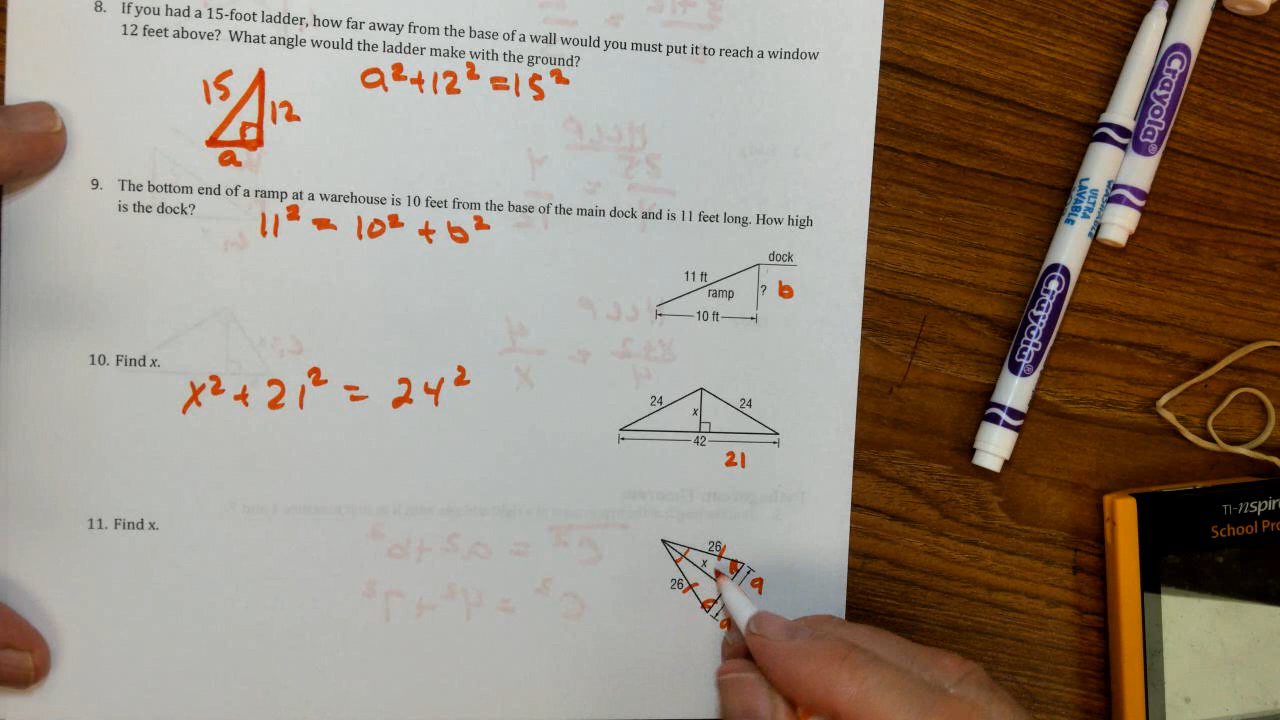 8. If you had a 15-foot ladder, how far away from the base of a wall would you must put it to reach a window
12 feet above? What angle would the ladder make with the ground?
15
12
a
a²+12²=15²
9. The bottom end of a ramp at a warehouse is 10 feet from the base of the main dock and is 11 feet long. How high
is the dock?
11² = 10² + b²
dock
11 ft
ramp
? b
10 ft
10. Find x.
x² + 21² = 24²
24
24
x
42
21
11. Find x.
26
x
26
9
Crayola
ULTRA
WASHABLE
LAVABLE
Crayola
TI-nspire
School Pro